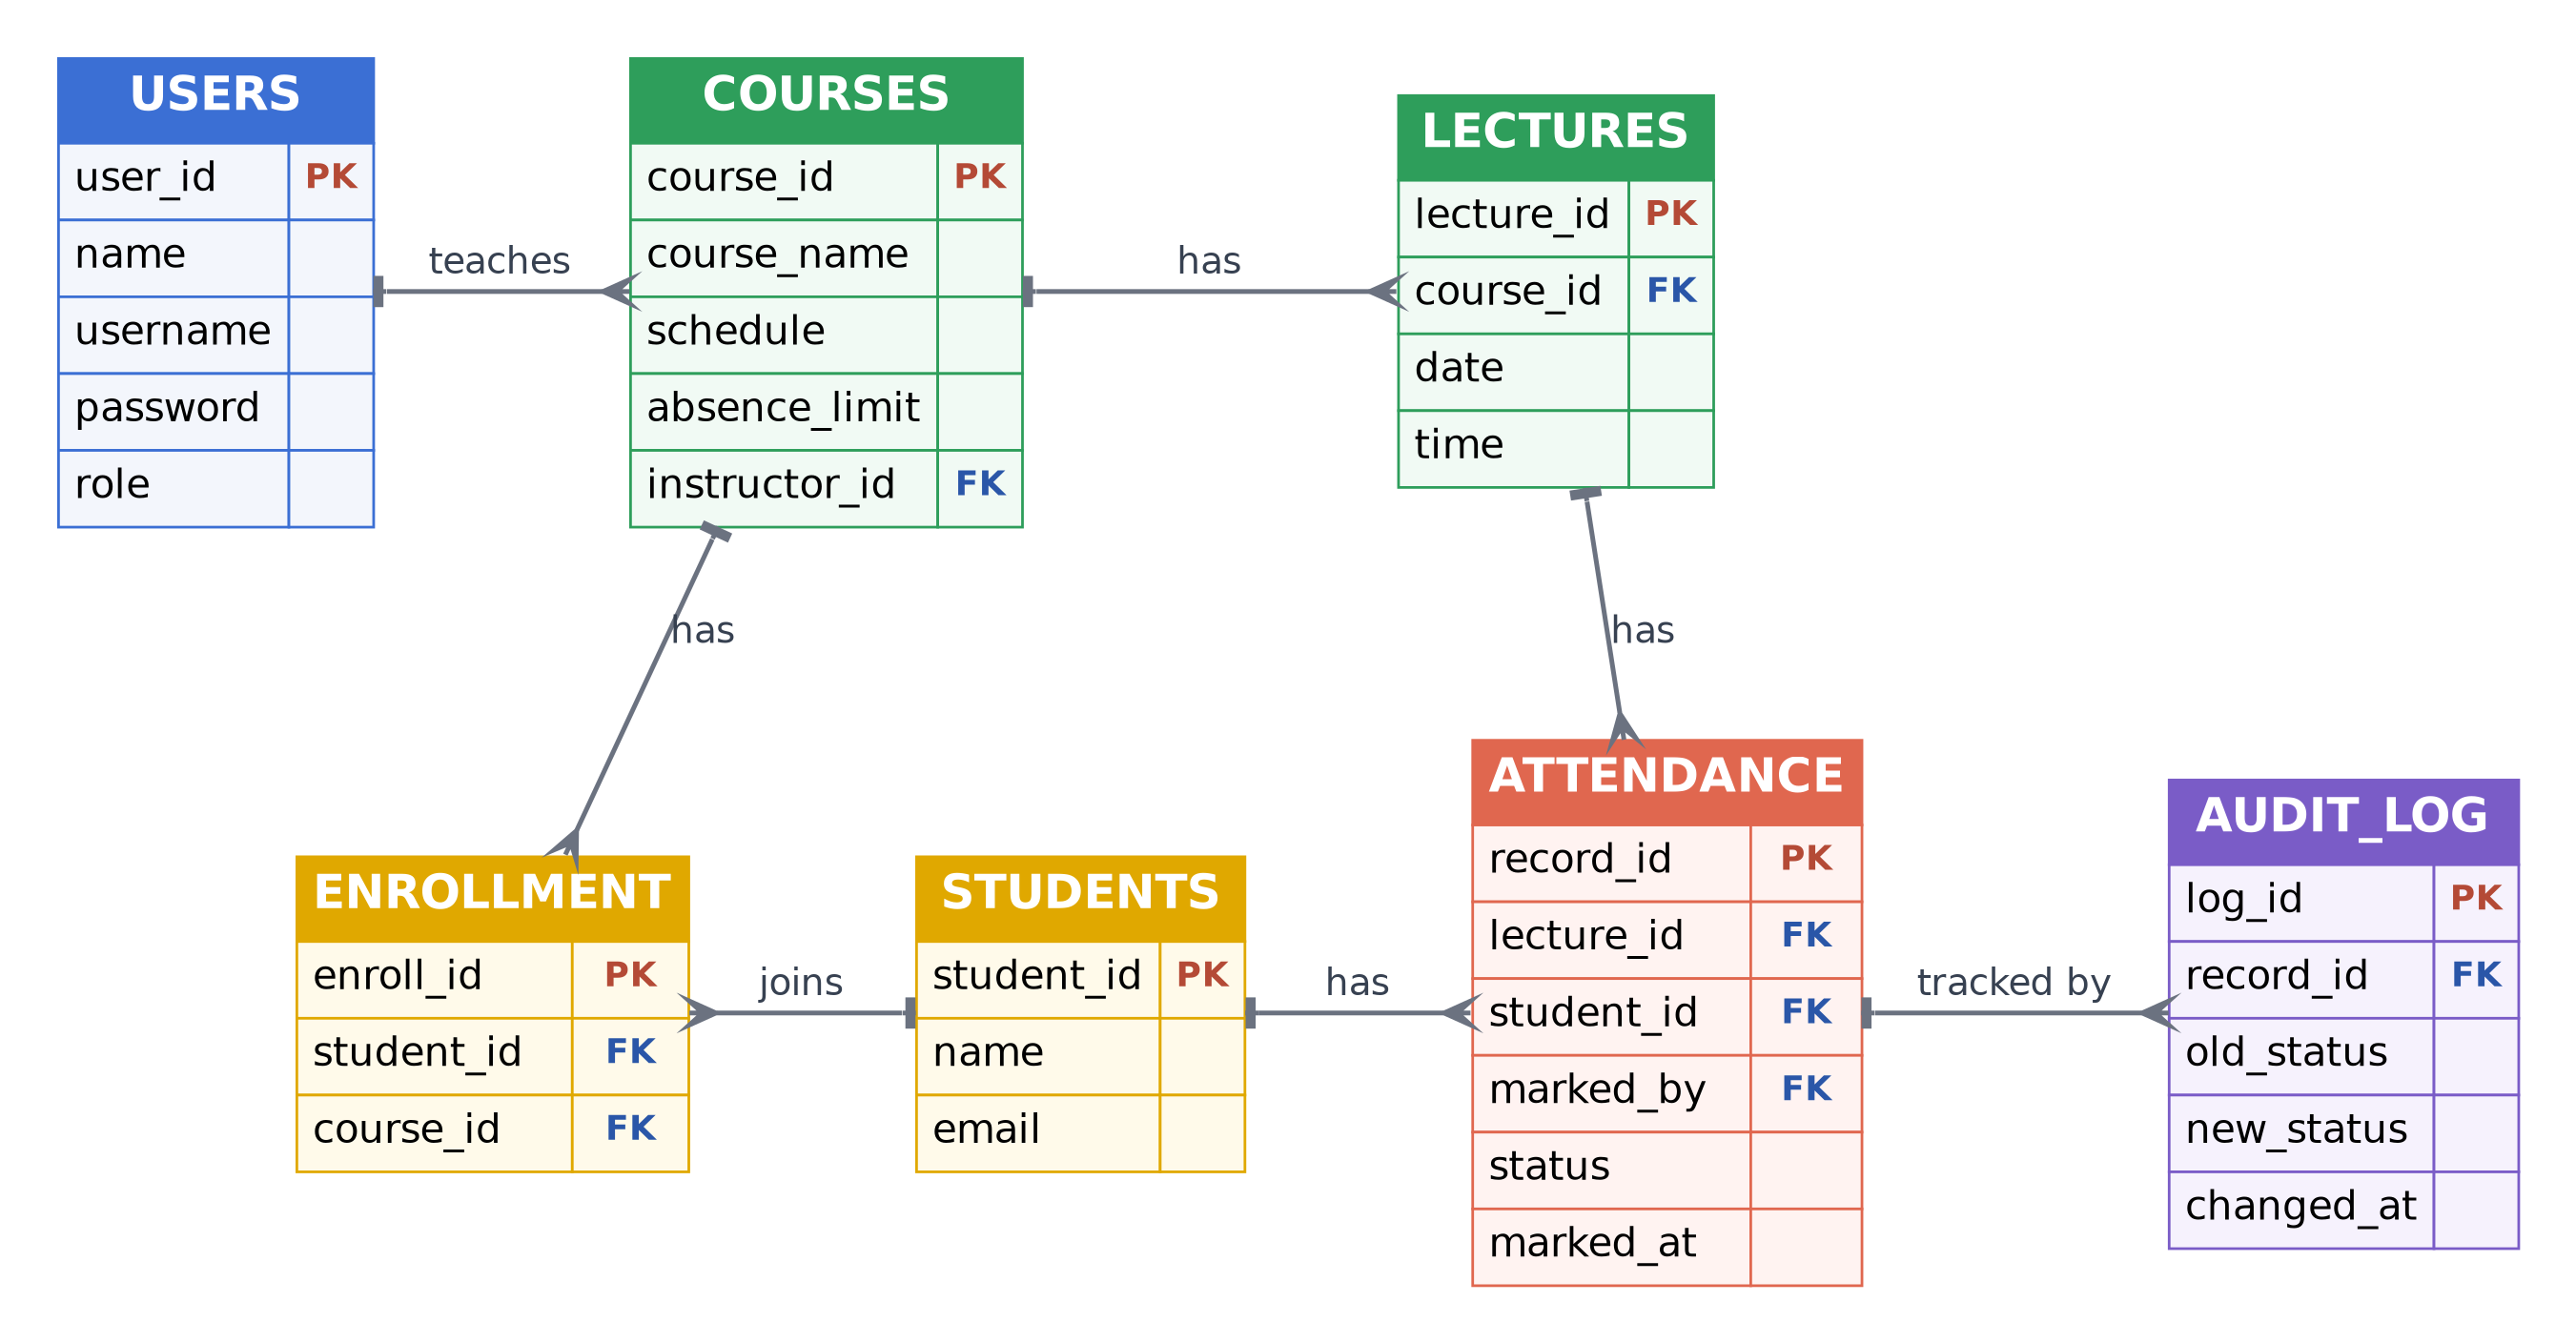 USERS
user_id PK
name
username
password
role
teaches
COURSES
course_id PK
course_name
schedule
absence_limit
instructor_id FK
has
LECTURES
lecture_id PK
course_id FK
date
time
has
has
ENROLLMENT
enroll_id PK
student_id FK
course_id FK
joins
STUDENTS
student_id PK
name
email
has
ATTENDANCE
record_id PK
lecture_id FK
student_id FK
marked_by FK
status
marked_at
tracked by
AUDIT_LOG
log_id PK
record_id FK
old_status
new_status
changed_at